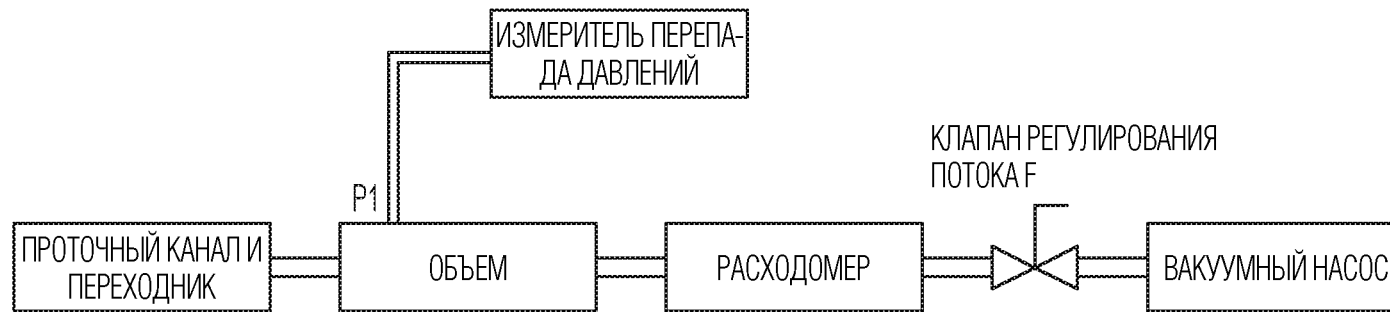 ИЗМЕРИТЕЛЬ ПЕРЕПА-
ДА ДАВЛЕНИЙ
КЛАПАН РЕГУЛИРОВАНИЯ
ПОТОКА F
P1
ПРОТОЧНЫЙ КАНАЛ И
ПЕРЕХОДНИК
ОБЪЕМ
РАСХОДОМЕР
ВАКУУМНЫЙ НАСОС